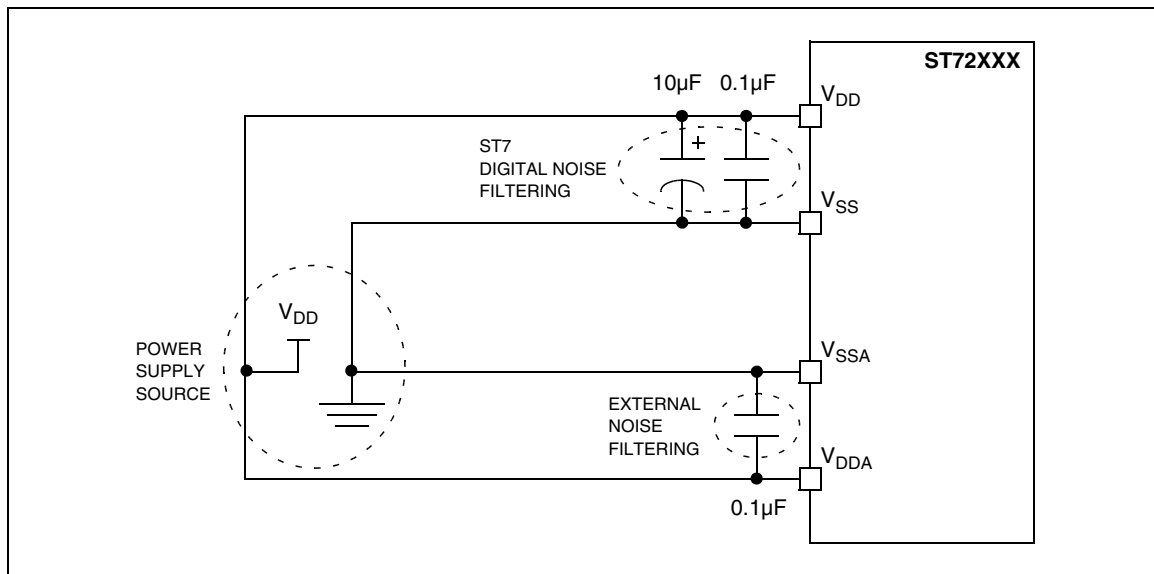 ST72XXX
10µF 0.1µF
VDD
ST7
DIGITAL NOISE
FILTERING
+
VSS
VDD
POWER
SUPPLY
SOURCE
VSSA
EXTERNAL
NOISE
FILTERING
VDDA
0.1µF